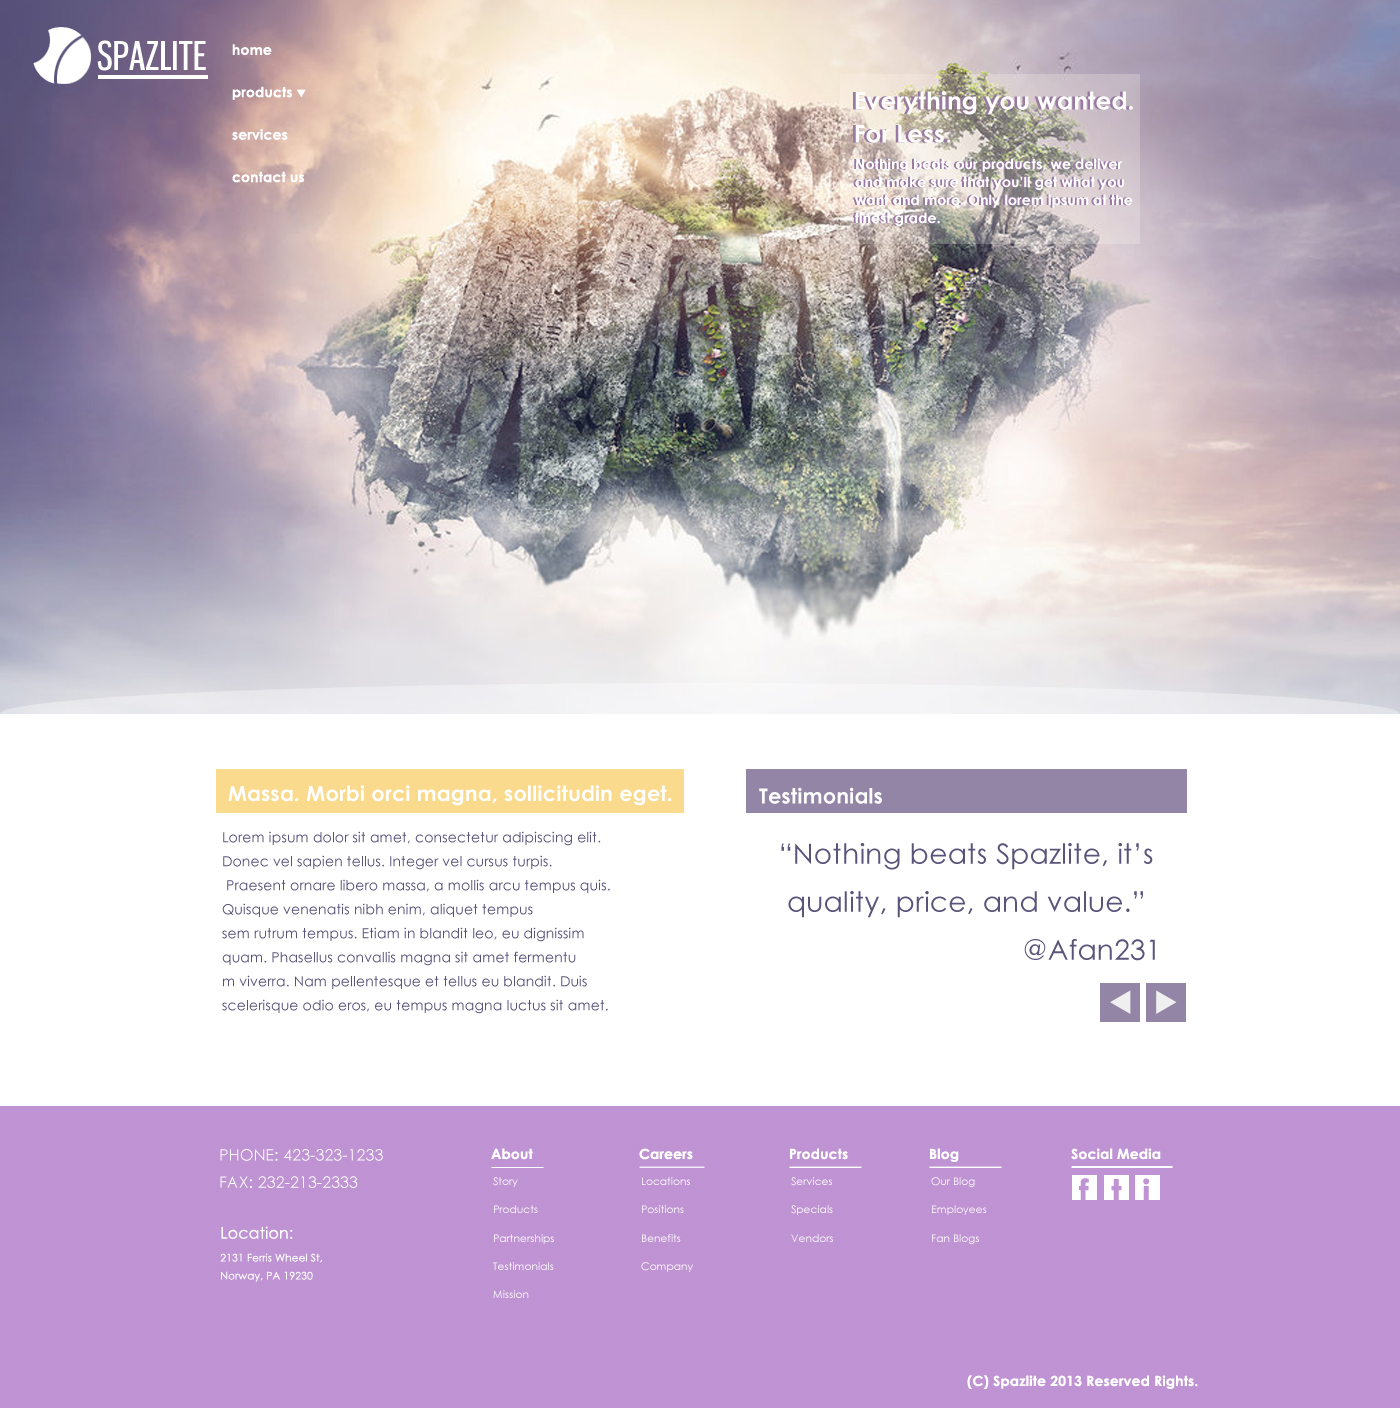 SPAZLITE
home
products
services
contact us
Everything you wanted.
For Less.
Nothing beats our products, we deliver
and make sure that you'll get what you
want and more. Only lorem ipsum at the
finest grade.
Massa. Morbi orci magna, sollicitudin eget.
Lorem ipsum dolor sit amet, consectetur adipiscing elit.
Donec vel sapien tellus. Integer vel cursus turpis.
Praesent ornare libero massa, a mollis arcu tempus quis.
Quisque venenatis nibh enim, aliquet tempus
sem rutrum tempus. Etiam in blandit leo, eu dignissim
quam. Phasellus convallis magna sit amet fermentu
m viverra. Nam pellentesque et tellus eu blandit. Duis
scelerisque odio eros, eu tempus magna luctus sit amet.
Testimonials
“Nothing beats Spazlite, it’s
quality, price, and value.”
@Afan231
PHONE: 423-323-1233
FAX: 232-213-2333
Location:
2131 Ferris Wheel St,
Norway, PA 19230
About
Story
Products
Partnerships
Testimonials
Mission
Careers
Locations
Positions
Benefits
Company
Products
Services
Specials
Vendors
Blog
Our Blog
Employees
Fan Blogs
Social Media
f t i
(C) Spazlite 2013 Reserved Rights.